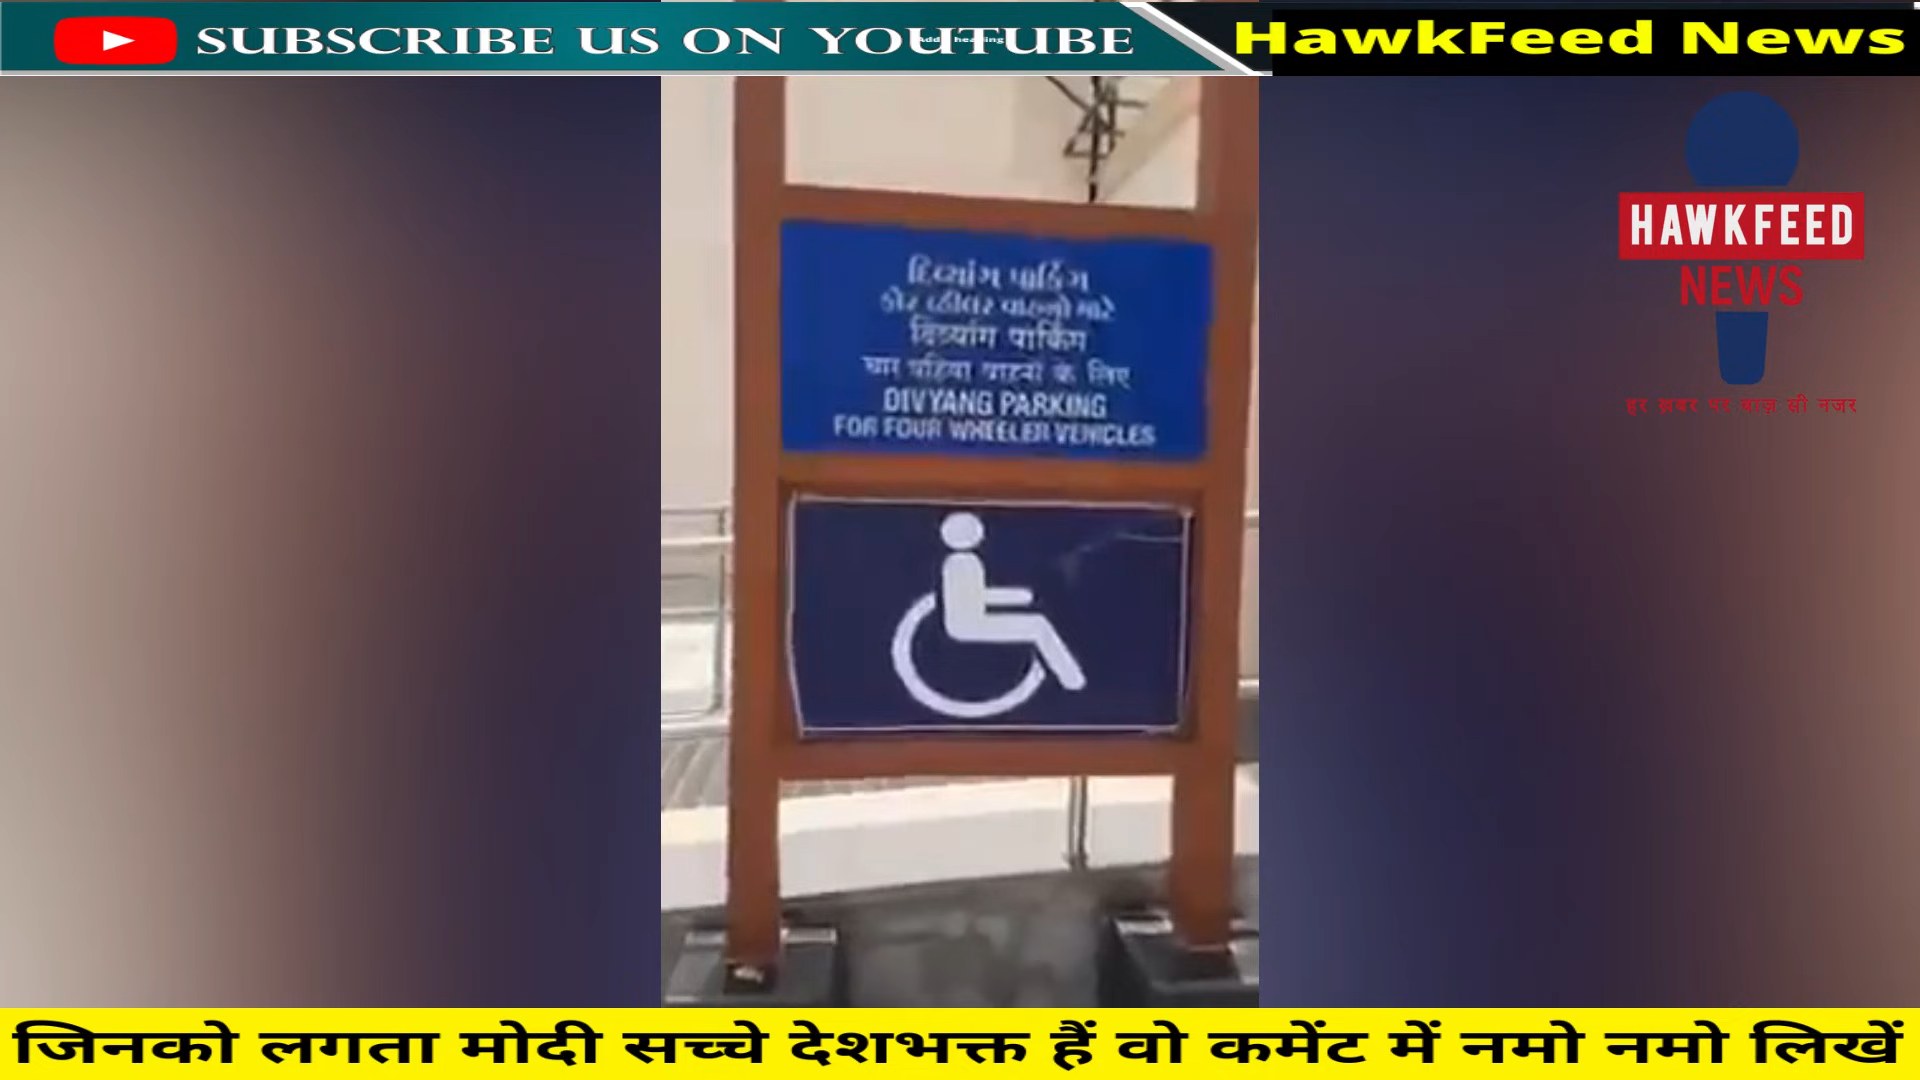 SUBSCRIBE US ON YOUTUBE
HawkFeed News
HAWKFEED
NEWS
हर ख़बर पर बाज़ सी नज़र
દિવ્યાંગ પાર્કિંગ
ફોર વ્હીલર વાહનો માટે
दिव्यांग पार्किंग
चार पहिया वाहनों के लिए
DIVYANG PARKING
FOR FOUR WHEELER VEHICLES
जिनको लगता मोदी सच्चे देशभक्त हैं वो कमेंट में नमो नमो लिखें